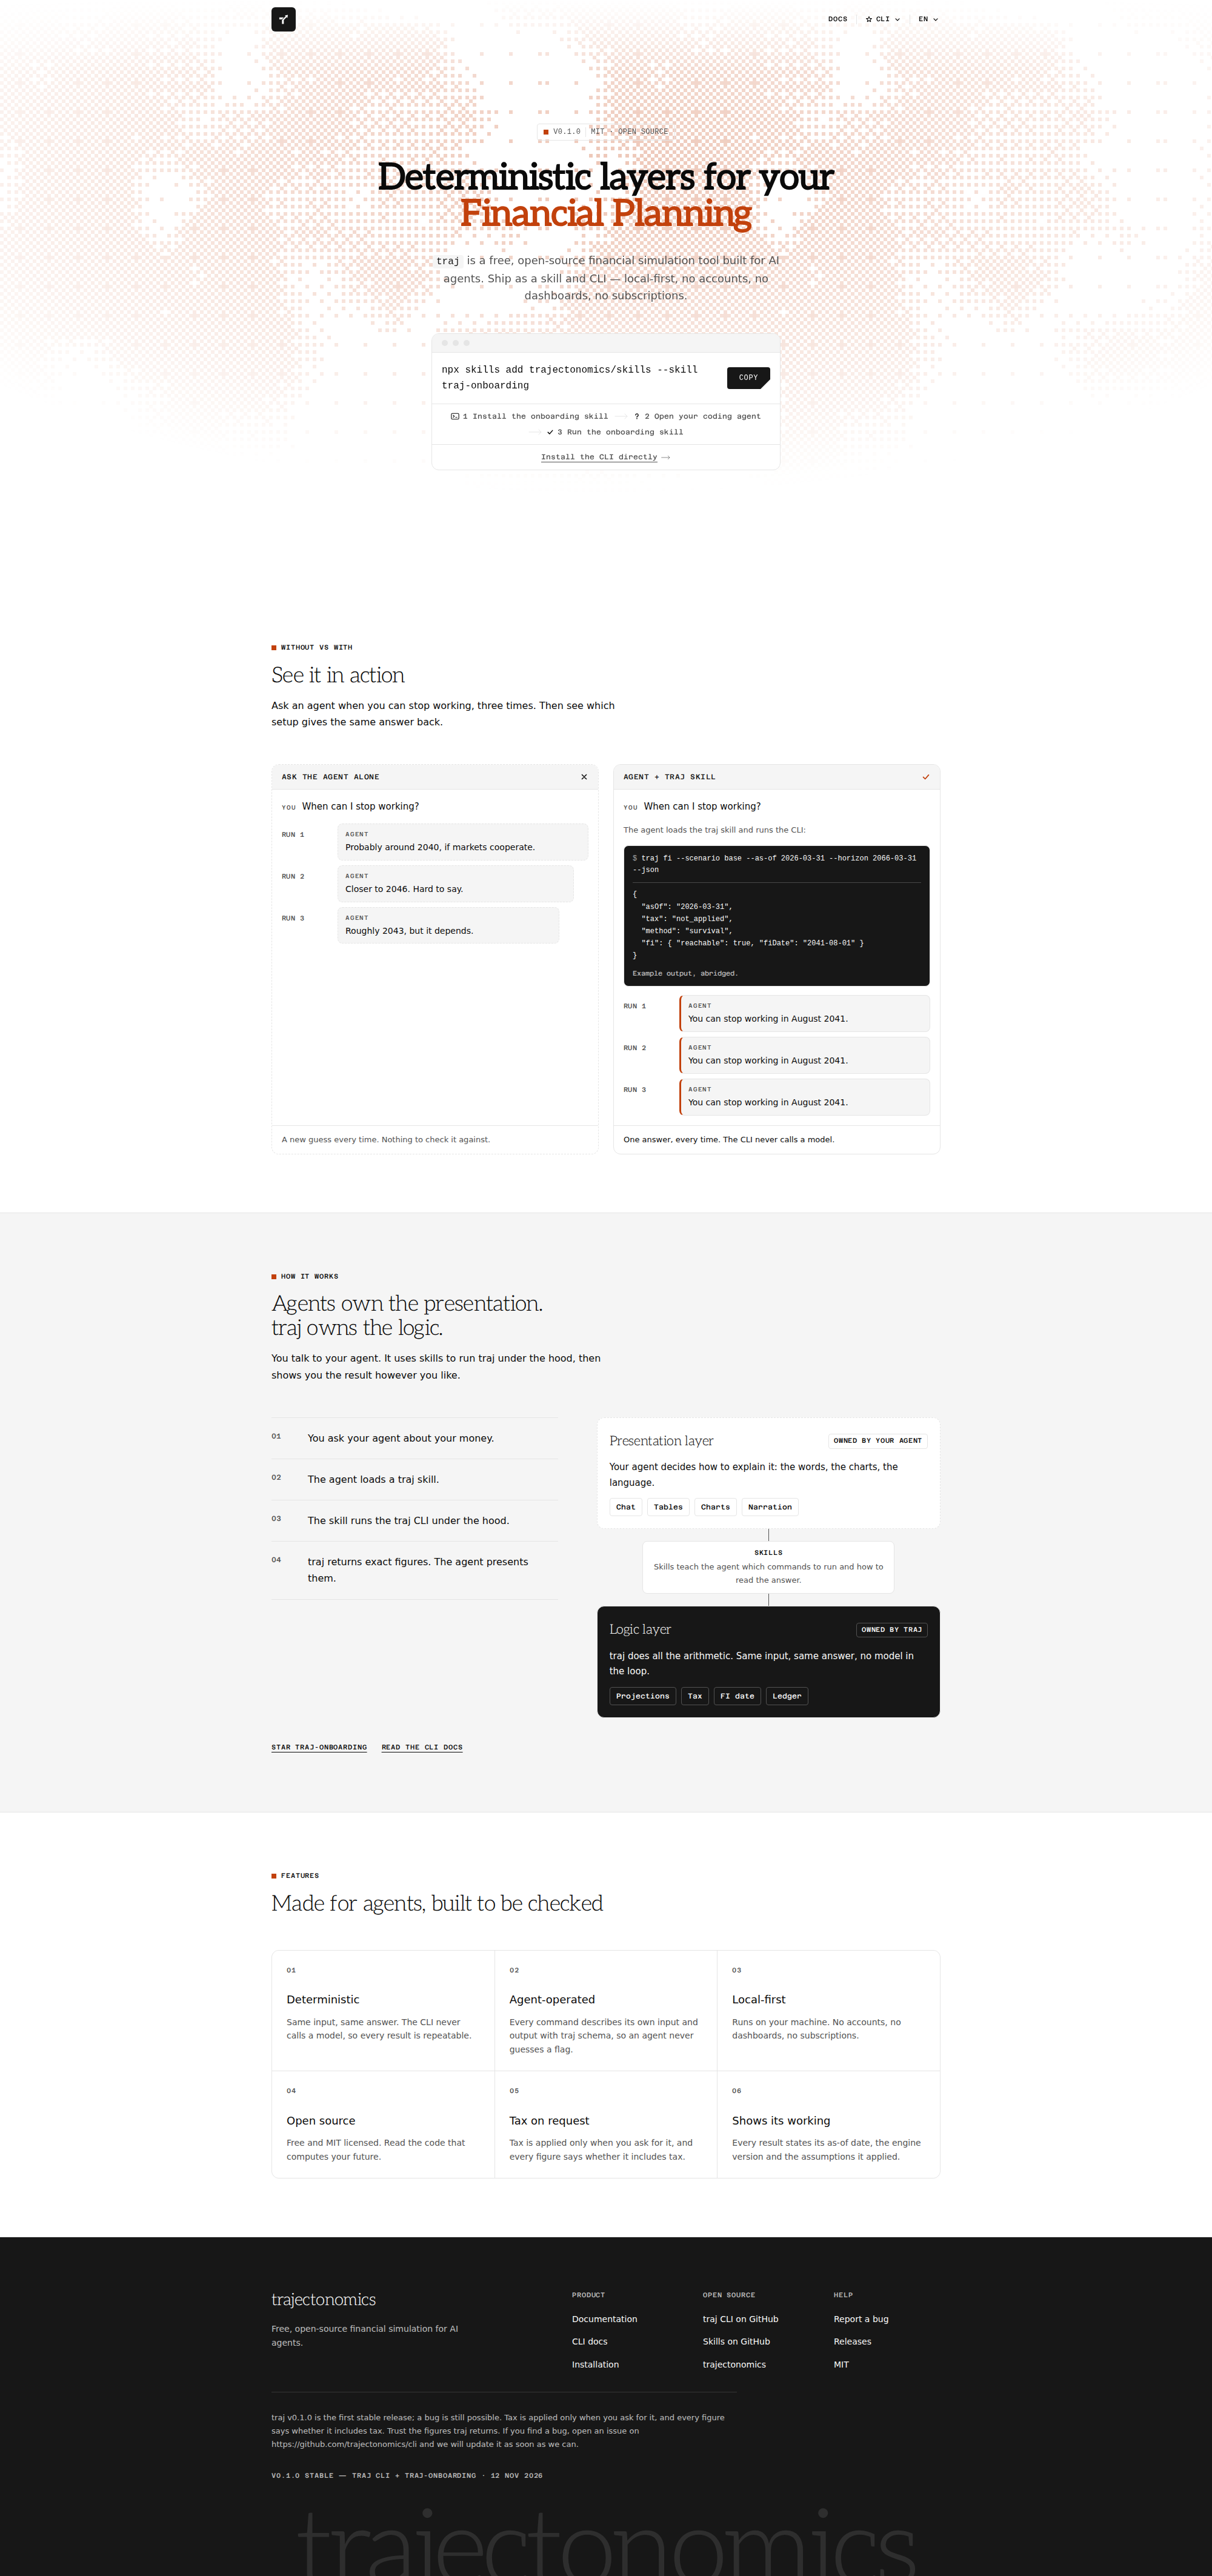 DOCS
CLI
EN
V0.1.0 MIT · OPEN SOURCE
Deterministic layers for your
Financial Planning
traj is a free, open-source financial simulation tool built for AI
agents. Ship as a skill and CLI — local-first, no accounts, no
dashboards, no subscriptions.
npx skills add trajectonomics/skills --skill
traj-onboarding
COPY
1 Install the onboarding skill
? 2 Open your coding agent
3 Run the onboarding skill
Install the CLI directly
WITHOUT VS WITH
See it in action
Ask an agent when you can stop working, three times. Then see which
setup gives the same answer back.
ASK THE AGENT ALONE
YOU When can I stop working?
RUN 1
AGENT
Probably around 2040, if markets cooperate.
RUN 2
AGENT
Closer to 2046. Hard to say.
RUN 3
AGENT
Roughly 2043, but it depends.
A new guess every time. Nothing to check it against.
AGENT + TRAJ SKILL
YOU When can I stop working?
The agent loads the traj skill and runs the CLI:
$ traj fi --scenario base --as-of 2026-03-31 --horizon 2066-03-31
--json
{
"asOf": "2026-03-31",
"tax": "not_applied",
"method": "survival",
"fi": { "reachable": true, "fiDate": "2041-08-01" }
}
Example output, abridged.
RUN 1
AGENT
You can stop working in August 2041.
RUN 2
AGENT
You can stop working in August 2041.
RUN 3
AGENT
You can stop working in August 2041.
One answer, every time. The CLI never calls a model.
HOW IT WORKS
Agents own the presentation.
traj owns the logic.
You talk to your agent. It uses skills to run traj under the hood, then
shows you the result however you like.
01 You ask your agent about your money.
02 The agent loads a traj skill.
03 The skill runs the traj CLI under the hood.
04 traj returns exact figures. The agent presents
them.
Presentation layer
OWNED BY YOUR AGENT
Your agent decides how to explain it: the words, the charts, the
language.
Chat Tables Charts Narration
SKILLS
Skills teach the agent which commands to run and how to
read the answer.
Logic layer
OWNED BY TRAJ
traj does all the arithmetic. Same input, same answer, no model in
the loop.
Projections Tax FI date Ledger
STAR TRAJ-ONBOARDING READ THE CLI DOCS
FEATURES
Made for agents, built to be checked
01
Deterministic
Same input, same answer. The CLI never
calls a model, so every result is repeatable.
02
Agent-operated
Every command describes its own input and
output with traj schema, so an agent never
guesses a flag.
03
Local-first
Runs on your machine. No accounts, no
dashboards, no subscriptions.
04
Open source
Free and MIT licensed. Read the code that
computes your future.
05
Tax on request
Tax is applied only when you ask for it, and
every figure says whether it includes tax.
06
Shows its working
Every result states its as-of date, the engine
version and the assumptions it applied.
trajectonomics
Free, open-source financial simulation for AI
agents.
PRODUCT
Documentation
CLI docs
Installation
OPEN SOURCE
traj CLI on GitHub
Skills on GitHub
trajectonomics
HELP
Report a bug
Releases
MIT
traj v0.1.0 is the first stable release; a bug is still possible. Tax is applied only when you ask for it, and every figure
says whether it includes tax. Trust the figures traj returns. If you find a bug, open an issue on
https://github.com/trajectonomics/cli and we will update it as soon as we can.
V0.1.0 STABLE — TRAJ CLI + TRAJ-ONBOARDING · 12 NOV 2026
trajectonomics